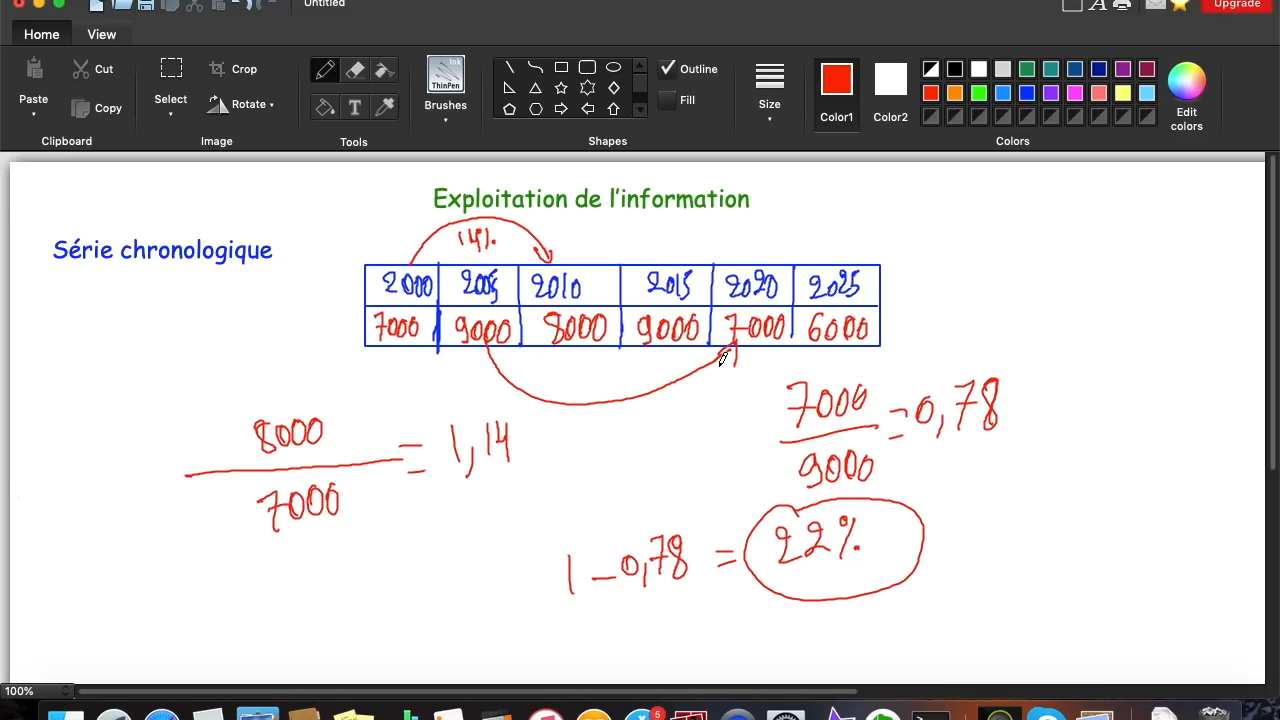 Untitled
Upgrade
Home View
Paste Cut Copy Select Crop Rotate Brushes Outline Fill Size Color1 Color2 Edit colors
ThinPen
Clipboard Image Tools Shapes Colors
Exploitation de l'information
Série chronologique
14%
2000 2005 2010 2015 2020 2025
7000 9000 8000 9000 7000 6000
8000 / 7000 = 1,14
7000 / 9000 = 0,78
1 - 0,78 = 22%
100%
5